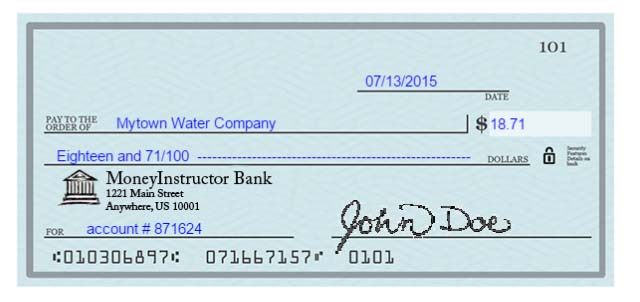 101
07/13/2015
DATE
PAY TO THE
ORDER OF Mytown Water Company $ 18.71
Eighteen and 71/100 ------------------------------------------------ DOLLARS
Security
Features
Details on
back
MoneyInstructor Bank
1221 Main Street
Anywhere, US 10001
FOR account # 871624 John Doe
⑆010306897⑆ 071667157⑈ 0101